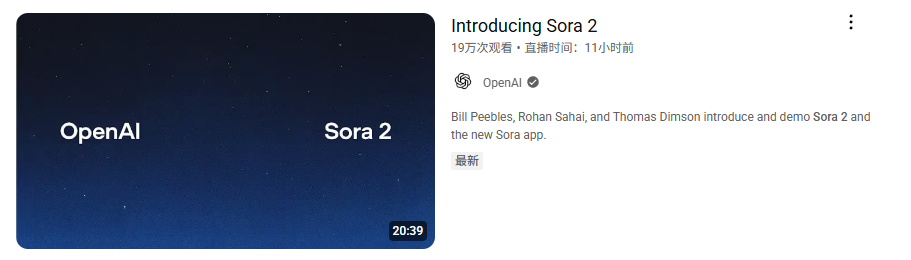 OpenAI
Sora 2
20:39
Introducing Sora 2
19万次观看 • 直播时间：11小时前
OpenAI
Bill Peebles, Rohan Sahai, and Thomas Dimson introduce and demo Sora 2 and
the new Sora app.
最新